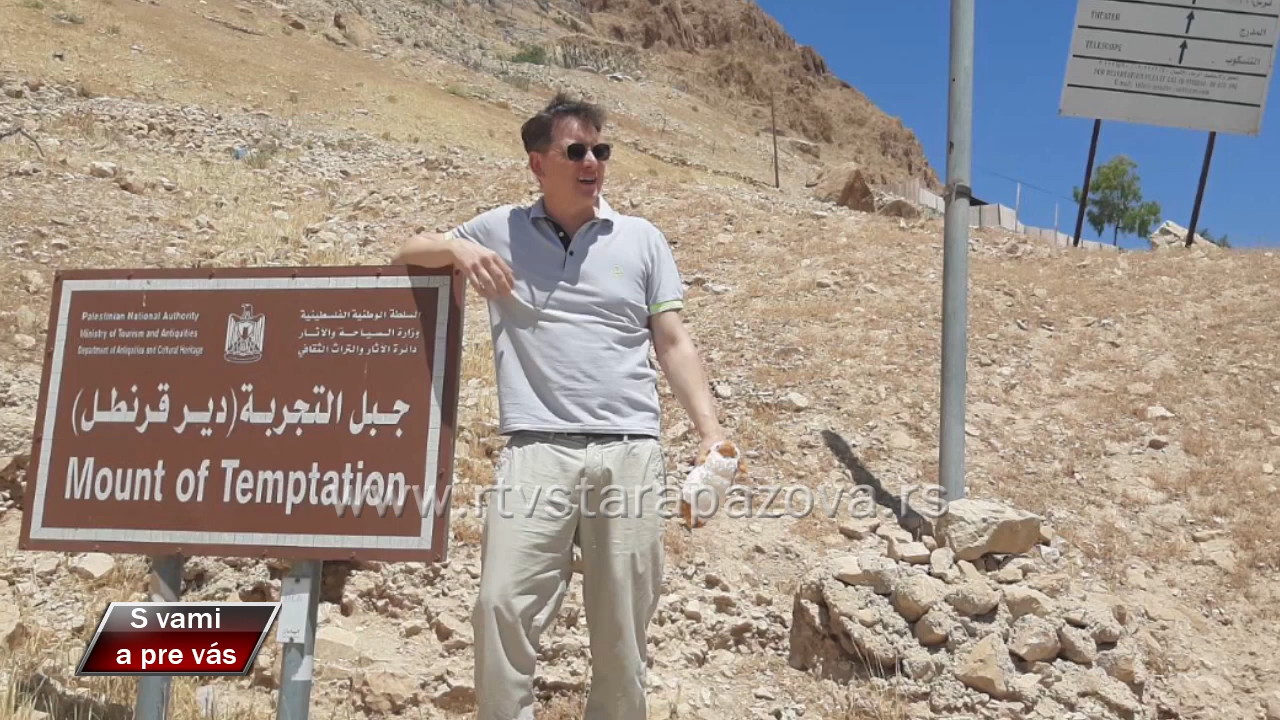 Palestinian National Authority
Ministry of Tourism and Antiquities
Department of Antiquities and Cultural Heritage
السلطة الوطنية الفلسطينية
وزارة السياحة والآثار
دائرة الآثار والتراث الثقافي
جبل التجربة (دير قرنطل)
Mount of Temptation
THEATER
المدرج
TELESCOPE
التلسكوب
www.rtvstarapazova.rs
S vami
a pre vás